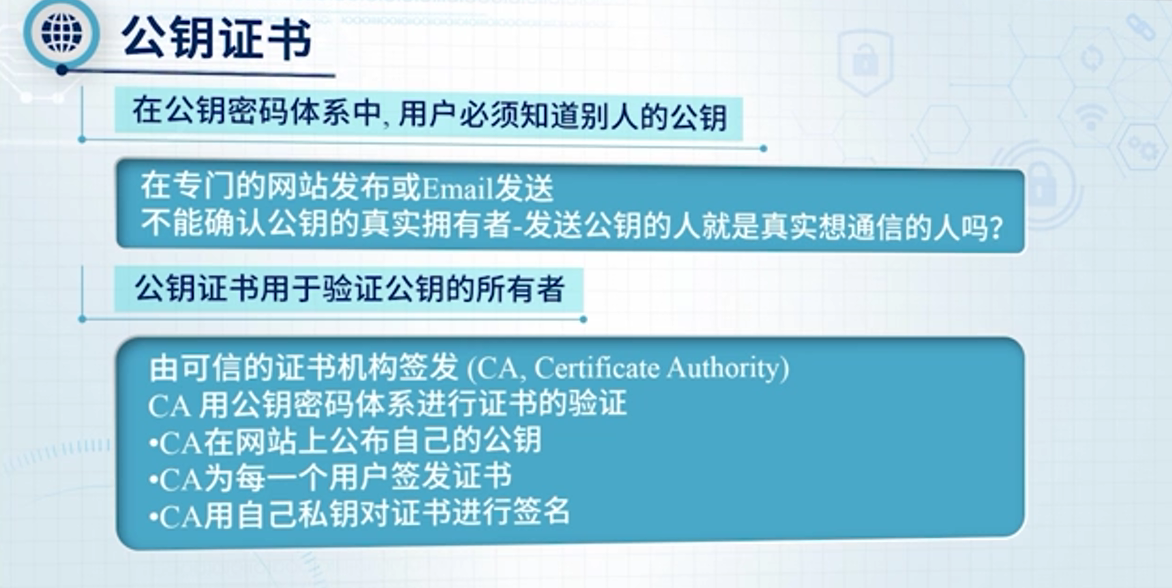 公钥证书
在公钥密码体系中, 用户必须知道别人的公钥
在专门的网站发布或Email发送
不能确认公钥的真实拥有者-发送公钥的人就是真实想通信的人吗?
公钥证书用于验证公钥的所有者
由可信的证书机构签发 (CA, Certificate Authority)
CA 用公钥密码体系进行证书的验证
•CA在网站上公布自己的公钥
•CA为每一个用户签发证书
•CA用自己私钥对证书进行签名